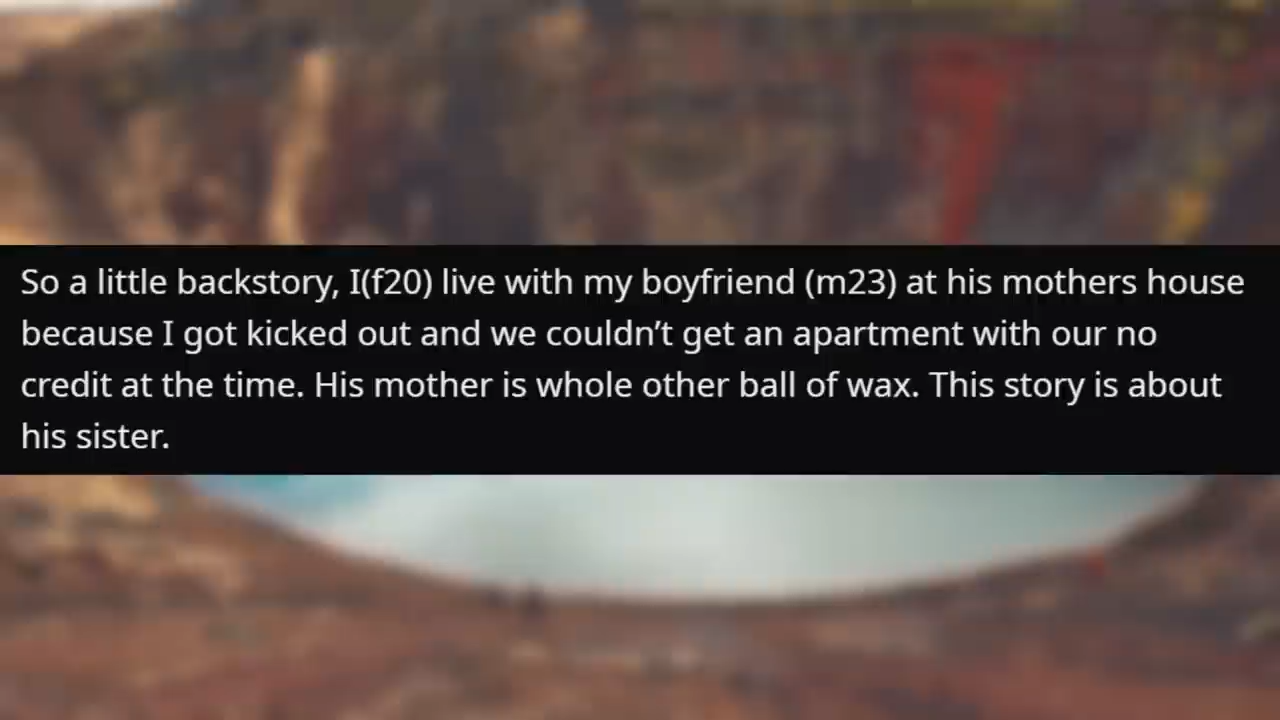 So a little backstory, I(f20) live with my boyfriend (m23) at his mothers house
because I got kicked out and we couldn’t get an apartment with our no
credit at the time. His mother is whole other ball of wax. This story is about
his sister.